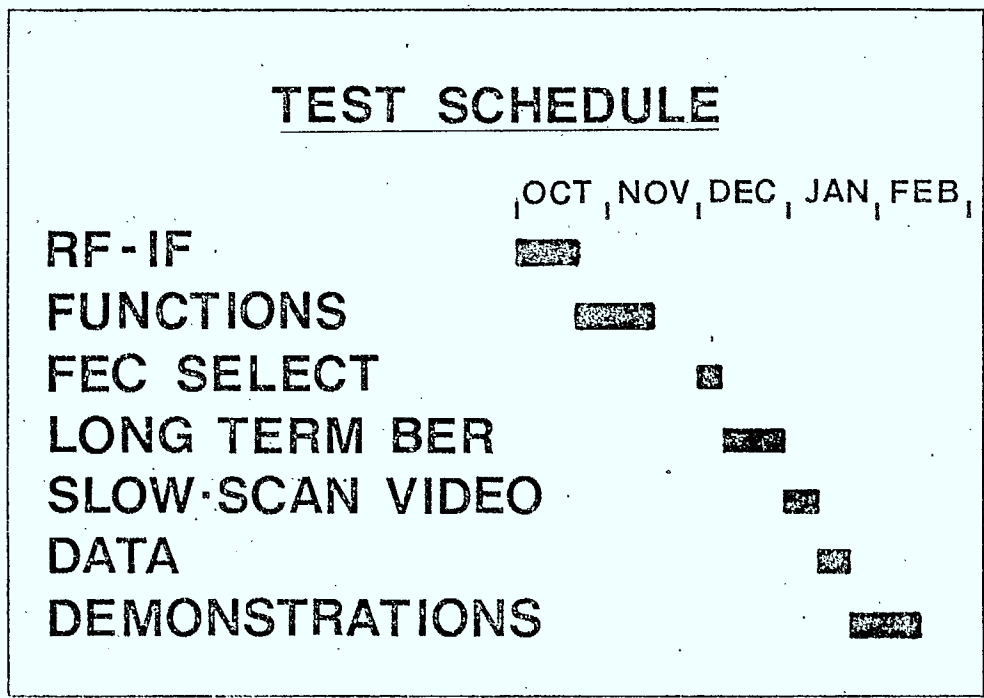 TEST SCHEDULE
OCT NOV DEC JAN FEB
RF-IF
FUNCTIONS
FEC SELECT
LONG TERM BER
SLOW-SCAN VIDEO
DATA
DEMONSTRATIONS